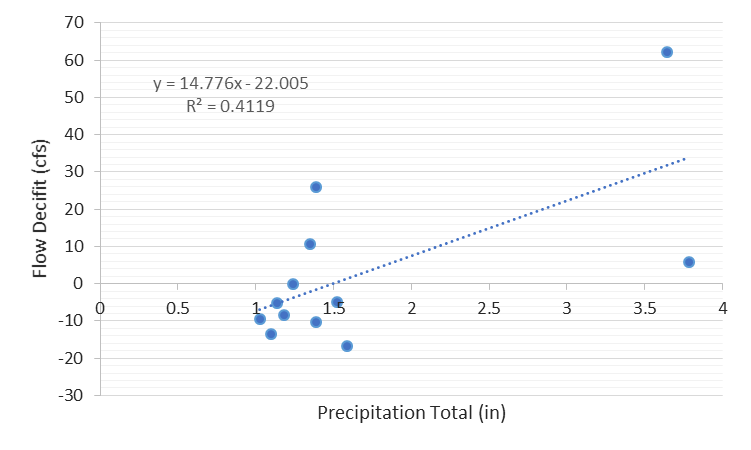 70
60
50
40
30
20
10
0
-10
-20
-30
y = 14.776x - 22.005
R² = 0.4119
Flow Decifit (cfs)
0 0.5 1 1.5 2 2.5 3 3.5 4
Precipitation Total (in)